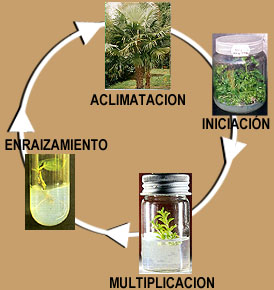 ACLIMATACION
INICIACIÓN
ENRAIZAMIENTO
MULTIPLICACION